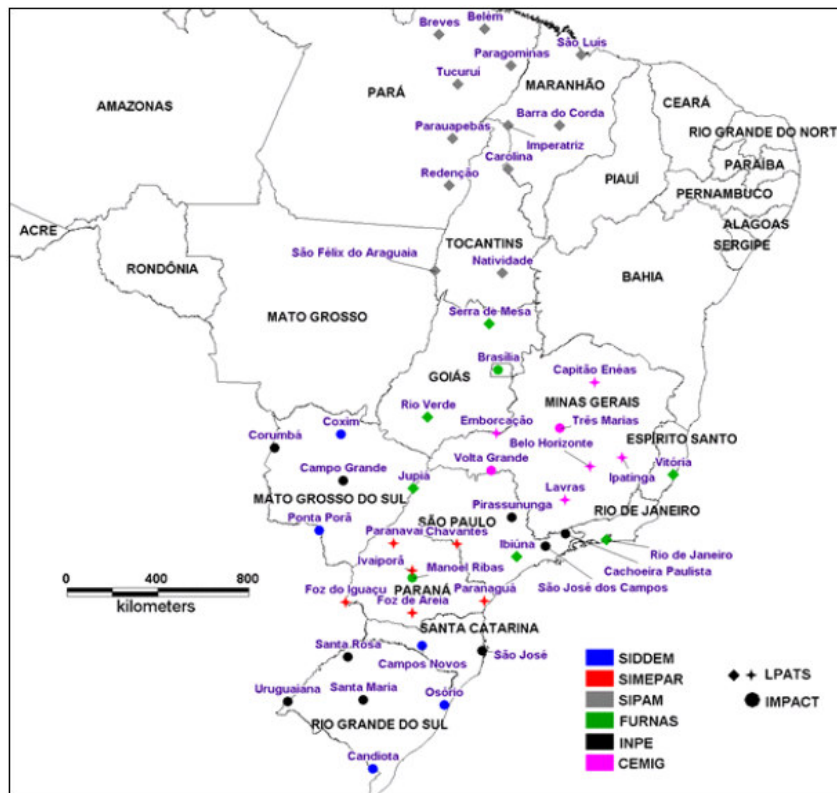 Breves
Belém
São Luís
Paragominas
Tucuruí
MARANHÃO
AMAZONAS
PARÁ
CEARÁ
Parauapebas
Barra do Corda
RIO GRANDE DO NORT
Imperatriz
Carolina
PARAÍBA
Redenção
PIAUÍ
PERNAMBUCO
ALAGOAS
ACRE
SERGIPE
TOCANTINS
São Félix do Araguaia
RONDÔNIA
Natividade
BAHIA
MATO GROSSO
Serra de Mesa
Brasília
GOIÁS
Capitão Enéas
MINAS GERAIS
Rio Verde
Emborcação
Três Marias
Coxim
Corumbá
Belo Horizonte
ESPÍRITO SANTO
Volta Grande
Vitória
Campo Grande
Jupiá
Ipatinga
Lavras
MATO GROSSO DO SUL
Pirassununga
RIO DE JANEIRO
Ponta Porã
SÃO PAULO
Paranavaí
Chavantes
Ibiúna
Rio de Janeiro
Ivaiporã
Manoel Ribas
Cachoeira Paulista
0 400 800
kilometers
Foz do Iguaçu
PARANÁ
Paranaguá
São José dos Campos
Foz de Areia
SANTA CATARINA
Santa Rosa
São José
Campos Novos
Uruguaiana
Santa Maria
Osório
RIO GRANDE DO SUL
Candiota
SIDDEM
SIMEPAR
SIPAM
FURNAS
INPE
CEMIG
LPATS
IMPACT